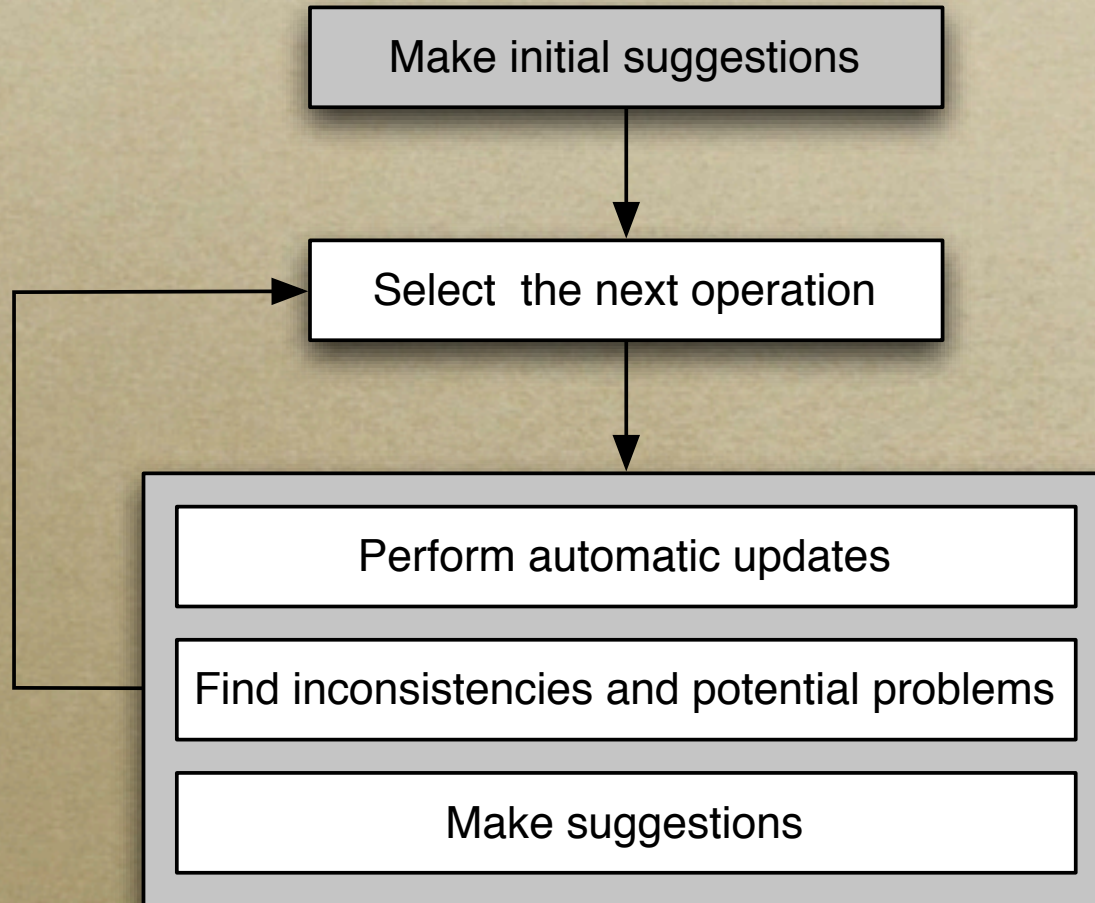 Make initial suggestions
Select  the next operation
Perform automatic updates
Find inconsistencies and potential problems
Make suggestions